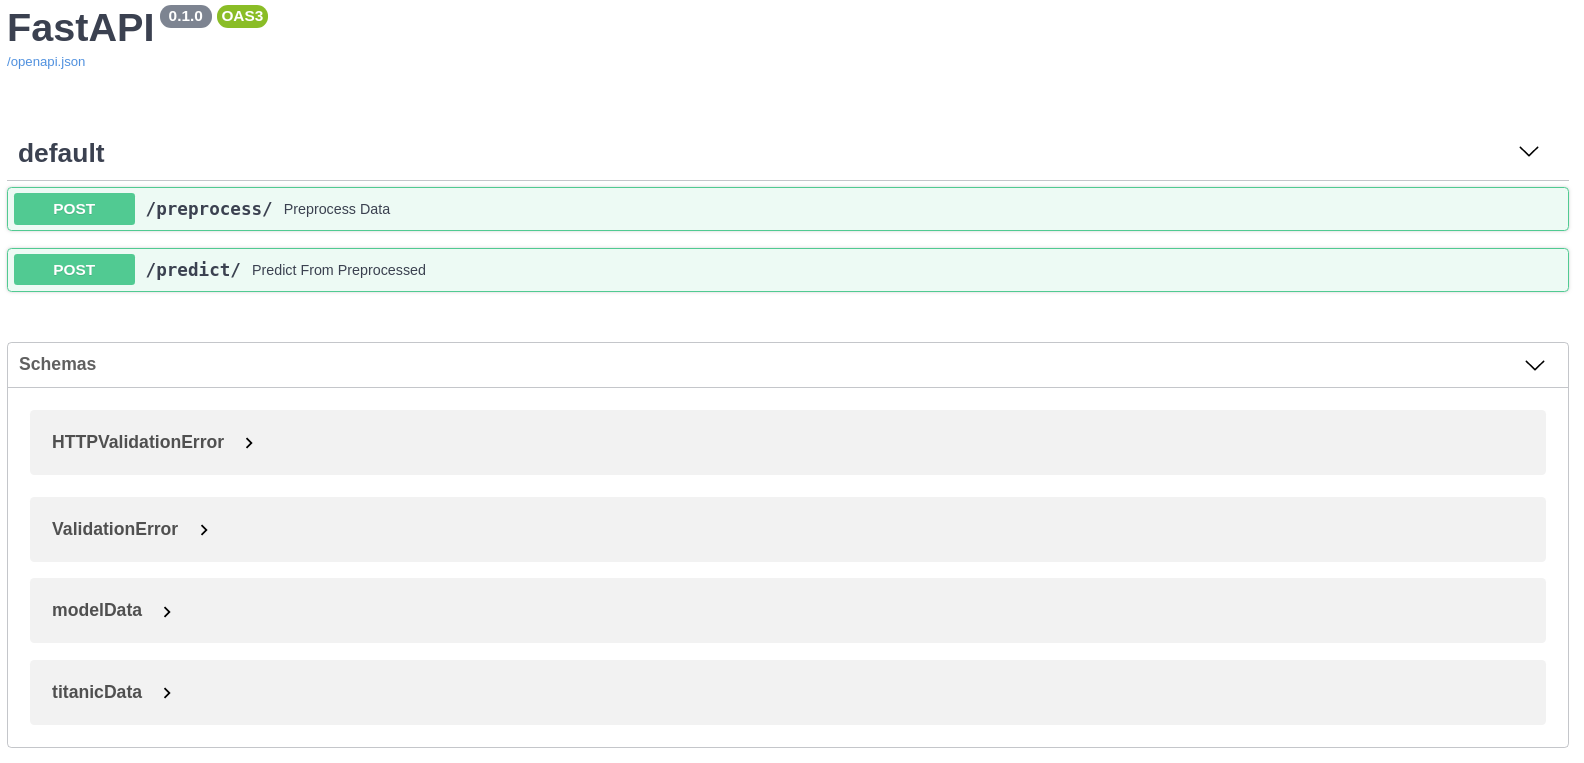 FastAPI 0.1.0 OAS3
/openapi.json
default
POST /preprocess/ Preprocess Data
POST /predict/ Predict From Preprocessed
Schemas
HTTPValidationError
ValidationError
modelData
titanicData